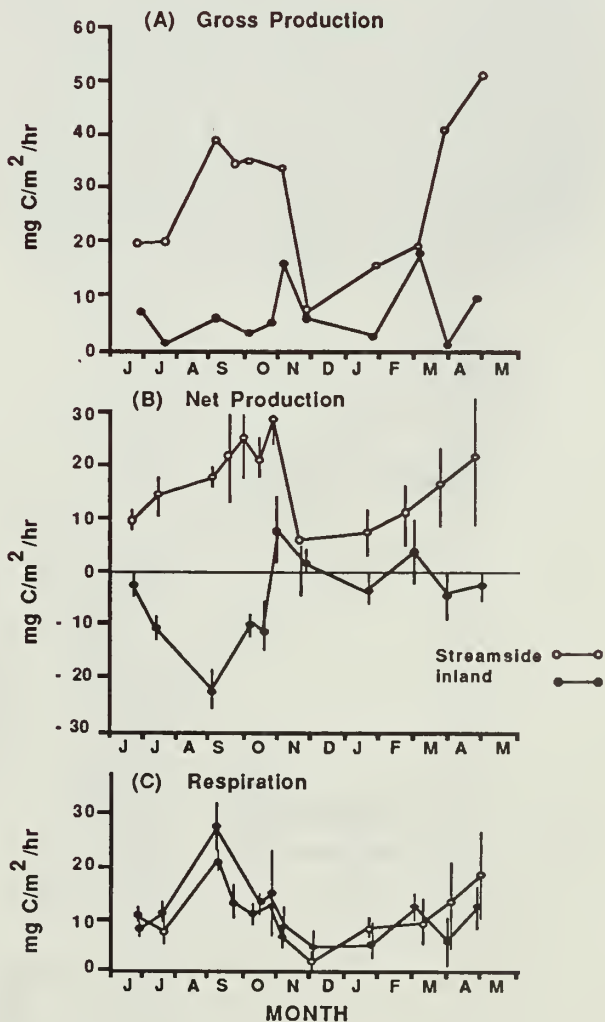 (A) Gross Production
60
50
40
30
20
10
0
mg C/m²/hr
J J A S O N D J F M A M
(B) Net Production
30
20
10
0
- 10
- 20
- 30
mg C/m²/hr
Streamside
inland
J J A S O N D J F M A M
(C) Respiration
30
20
10
0
mg C/m²/hr
J J A S O N D J F M A M
MONTH